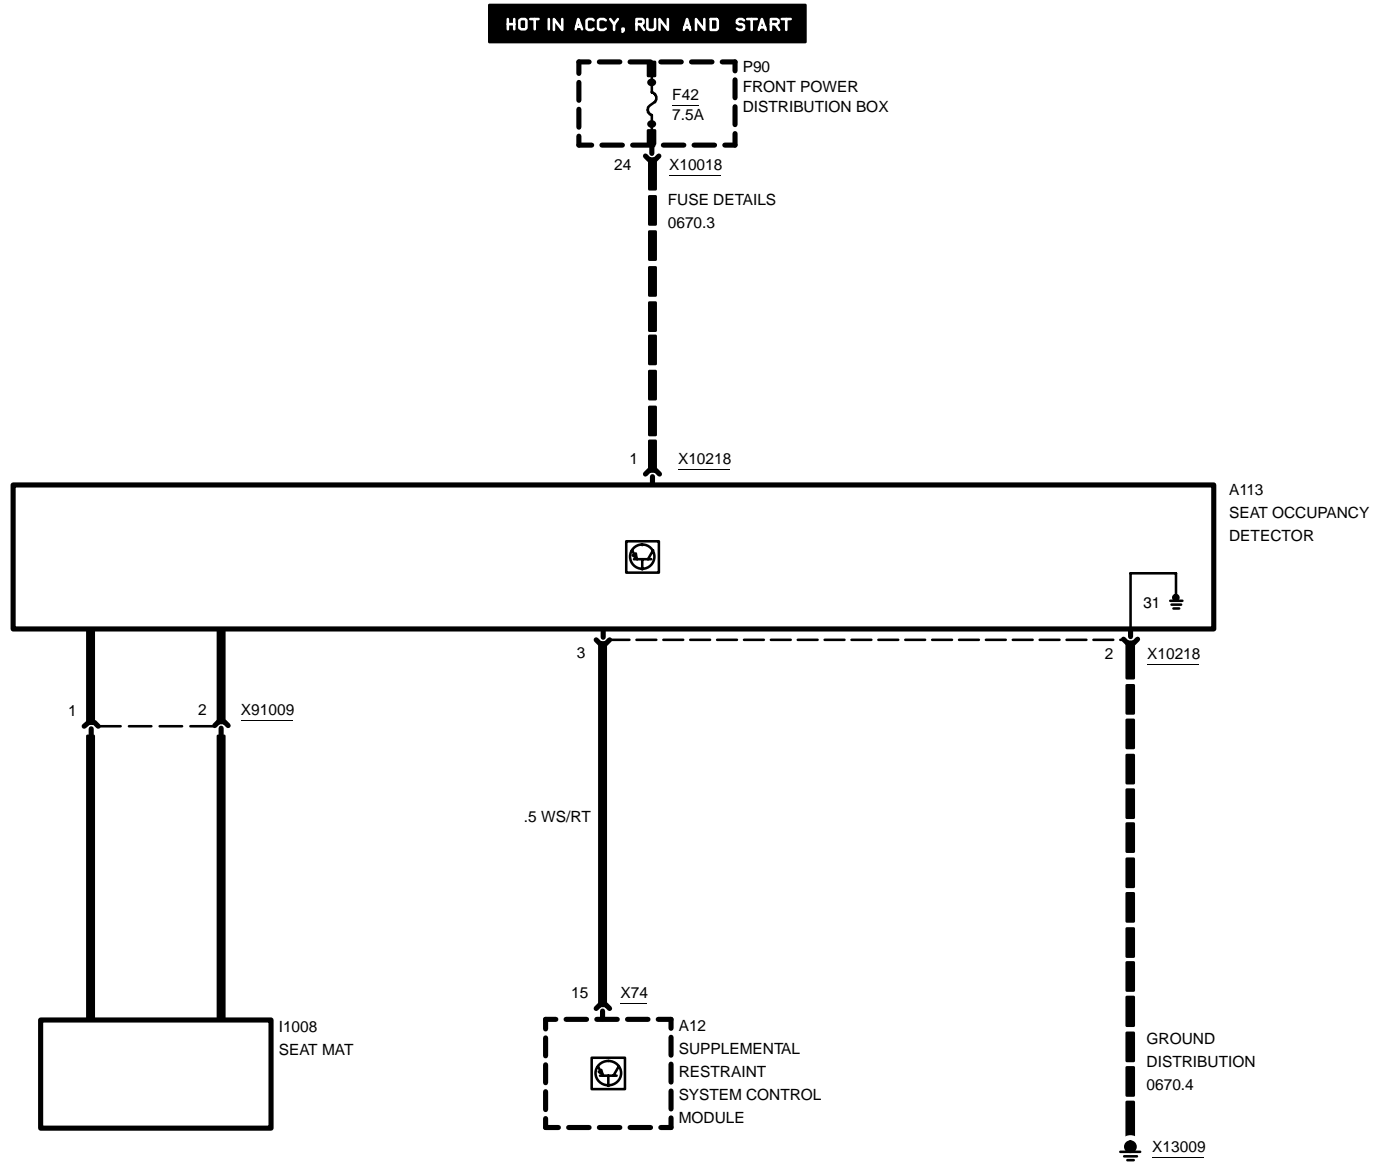 HOT IN ACCY, RUN AND START
P90
FRONT POWER
DISTRIBUTION BOX
F42
7.5A
24 X10018
FUSE DETAILS
0670.3
1 X10218
A113
SEAT OCCUPANCY
DETECTOR
31
3
2 X10218
1
2 X91009
.5 WS/RT
15 X74
I1008
SEAT MAT
A12
SUPPLEMENTAL
RESTRAINT
SYSTEM CONTROL
MODULE
GROUND
DISTRIBUTION
0670.4
X13009